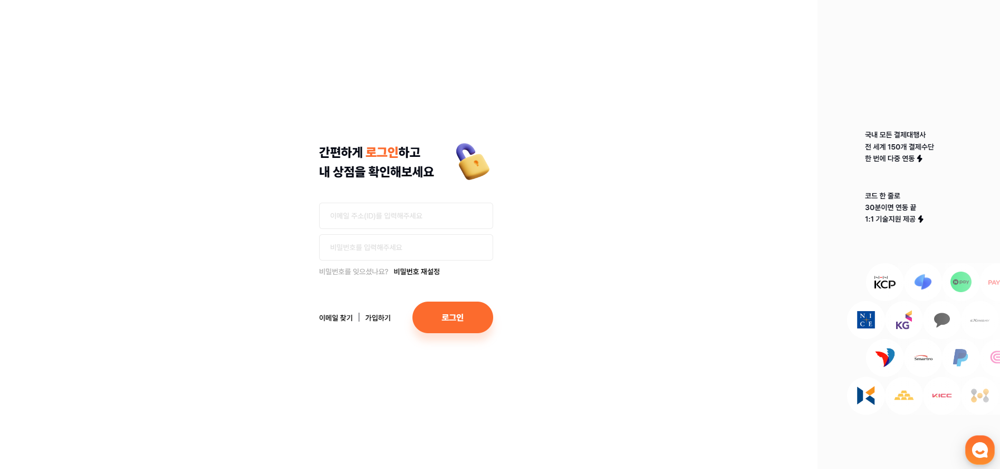 간편하게 로그인하고
내 상점을 확인해보세요
이메일 주소(ID)를 입력해주세요
비밀번호를 입력해주세요
비밀번호를 잊으셨나요? 비밀번호 재설정
이메일 찾기 | 가입하기
로그인
국내 모든 결제대행사
전 세계 150개 결제수단
한 번에 다중 연동
코드 한 줄로
30분이면 연동 끝
1:1 기술지원 제공
KCP
pay
PAY
NICE
KG
eXimbay
Smartro
KICC